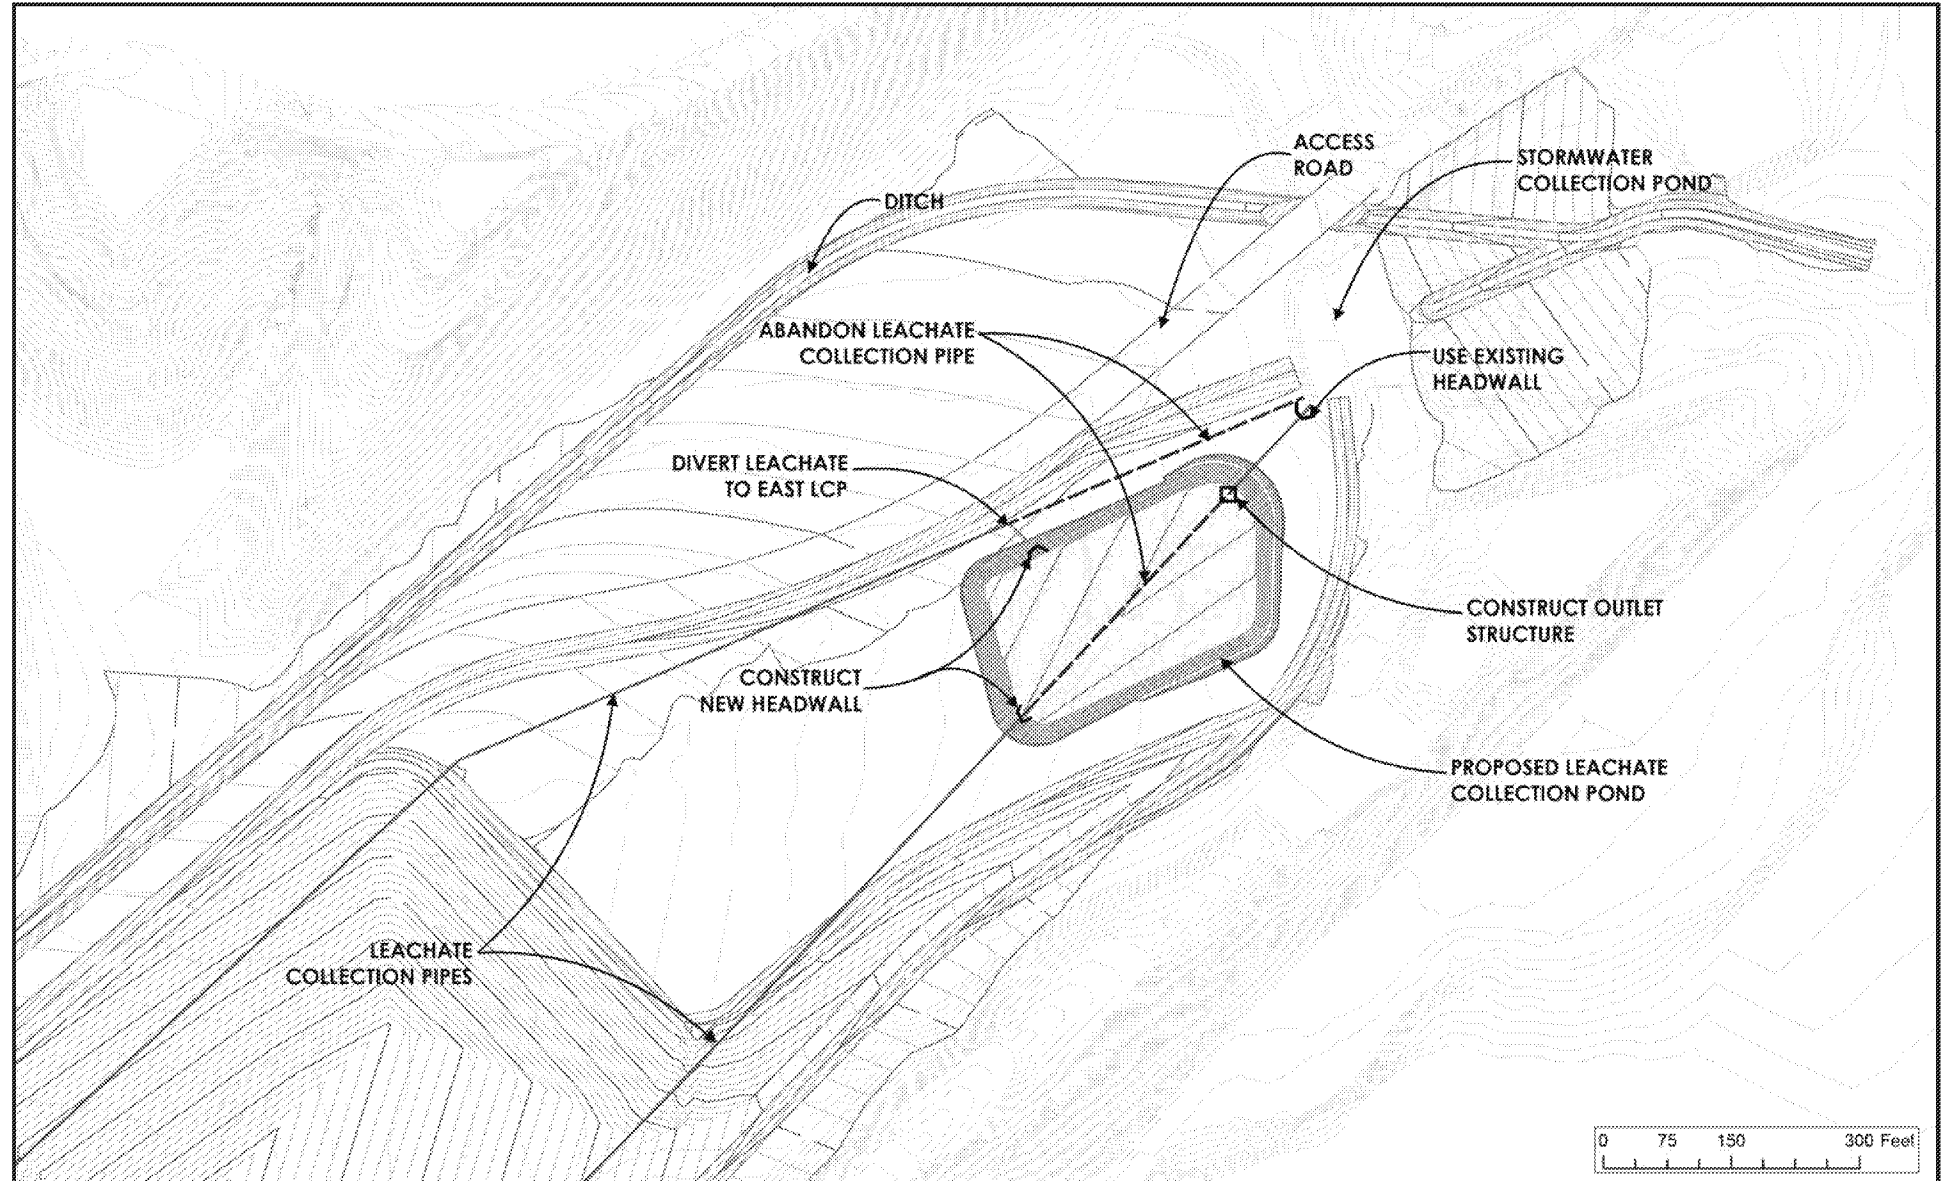 ACCESS
ROAD
STORMWATER
COLLECTION POND
DITCH
ABANDON LEACHATE
COLLECTION PIPE
USE EXISTING
HEADWALL
DIVERT LEACHATE
TO EAST LCP
CONSTRUCT OUTLET
STRUCTURE
CONSTRUCT
NEW HEADWALL
PROPOSED LEACHATE
COLLECTION POND
LEACHATE
COLLECTION PIPES
0 75 150 300 Feet